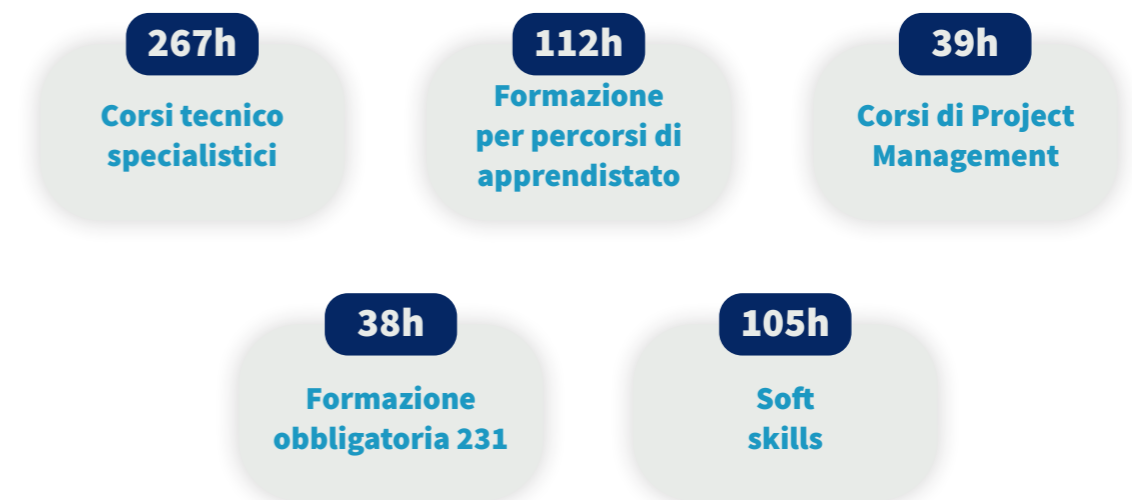 267h
Corsi tecnico
specialistici
112h
Formazione
per percorsi di
apprendistato
39h
Corsi di Project
Management
38h
Formazione
obbligatoria 231
105h
Soft
skills